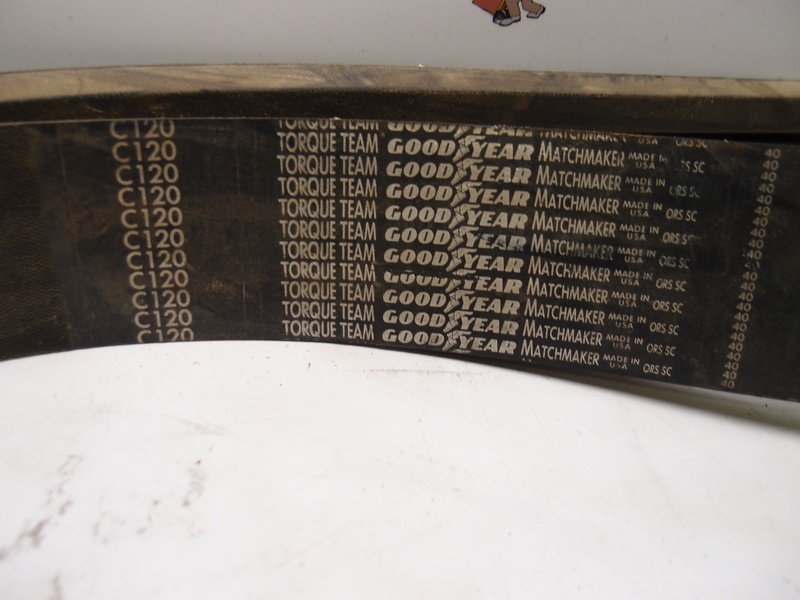 C120 TORQUE TEAM GOODYEAR MATCHMAKER USA ORS SC
C120 TORQUE TEAM GOODYEAR MATCHMAKER MADE IN USA SC 40
C120 TORQUE TEAM GOODYEAR MATCHMAKER MADE IN USA ORS SC 40
C120 TORQUE TEAM GOODYEAR MATCHMAKER MADE IN USA ORS SC 40
C120 TORQUE TEAM GOODYEAR MATCHMAKER MADE IN USA ORS SC 40
C120 TORQUE TEAM GOODYEAR MATCHMAKER MADE IN USA ORS SC 40
C120 TORQUE TEAM GOODYEAR MATCHMAKER MADE IN USA ORS SC 40
C120 TORQUE TEAM GOODYEAR MATCHMAKER MADE IN USA ORS SC 40
C120 TORQUE TEAM GOODYEAR MATCHMAKER MADE IN USA ORS SC 40
C120 TORQUE TEAM GOODYEAR MATCHMAKER MADE IN USA ORS SC 40
C120 TORQUE TEAM GOODYEAR MATCHMAKER MADE IN USA ORS SC 40